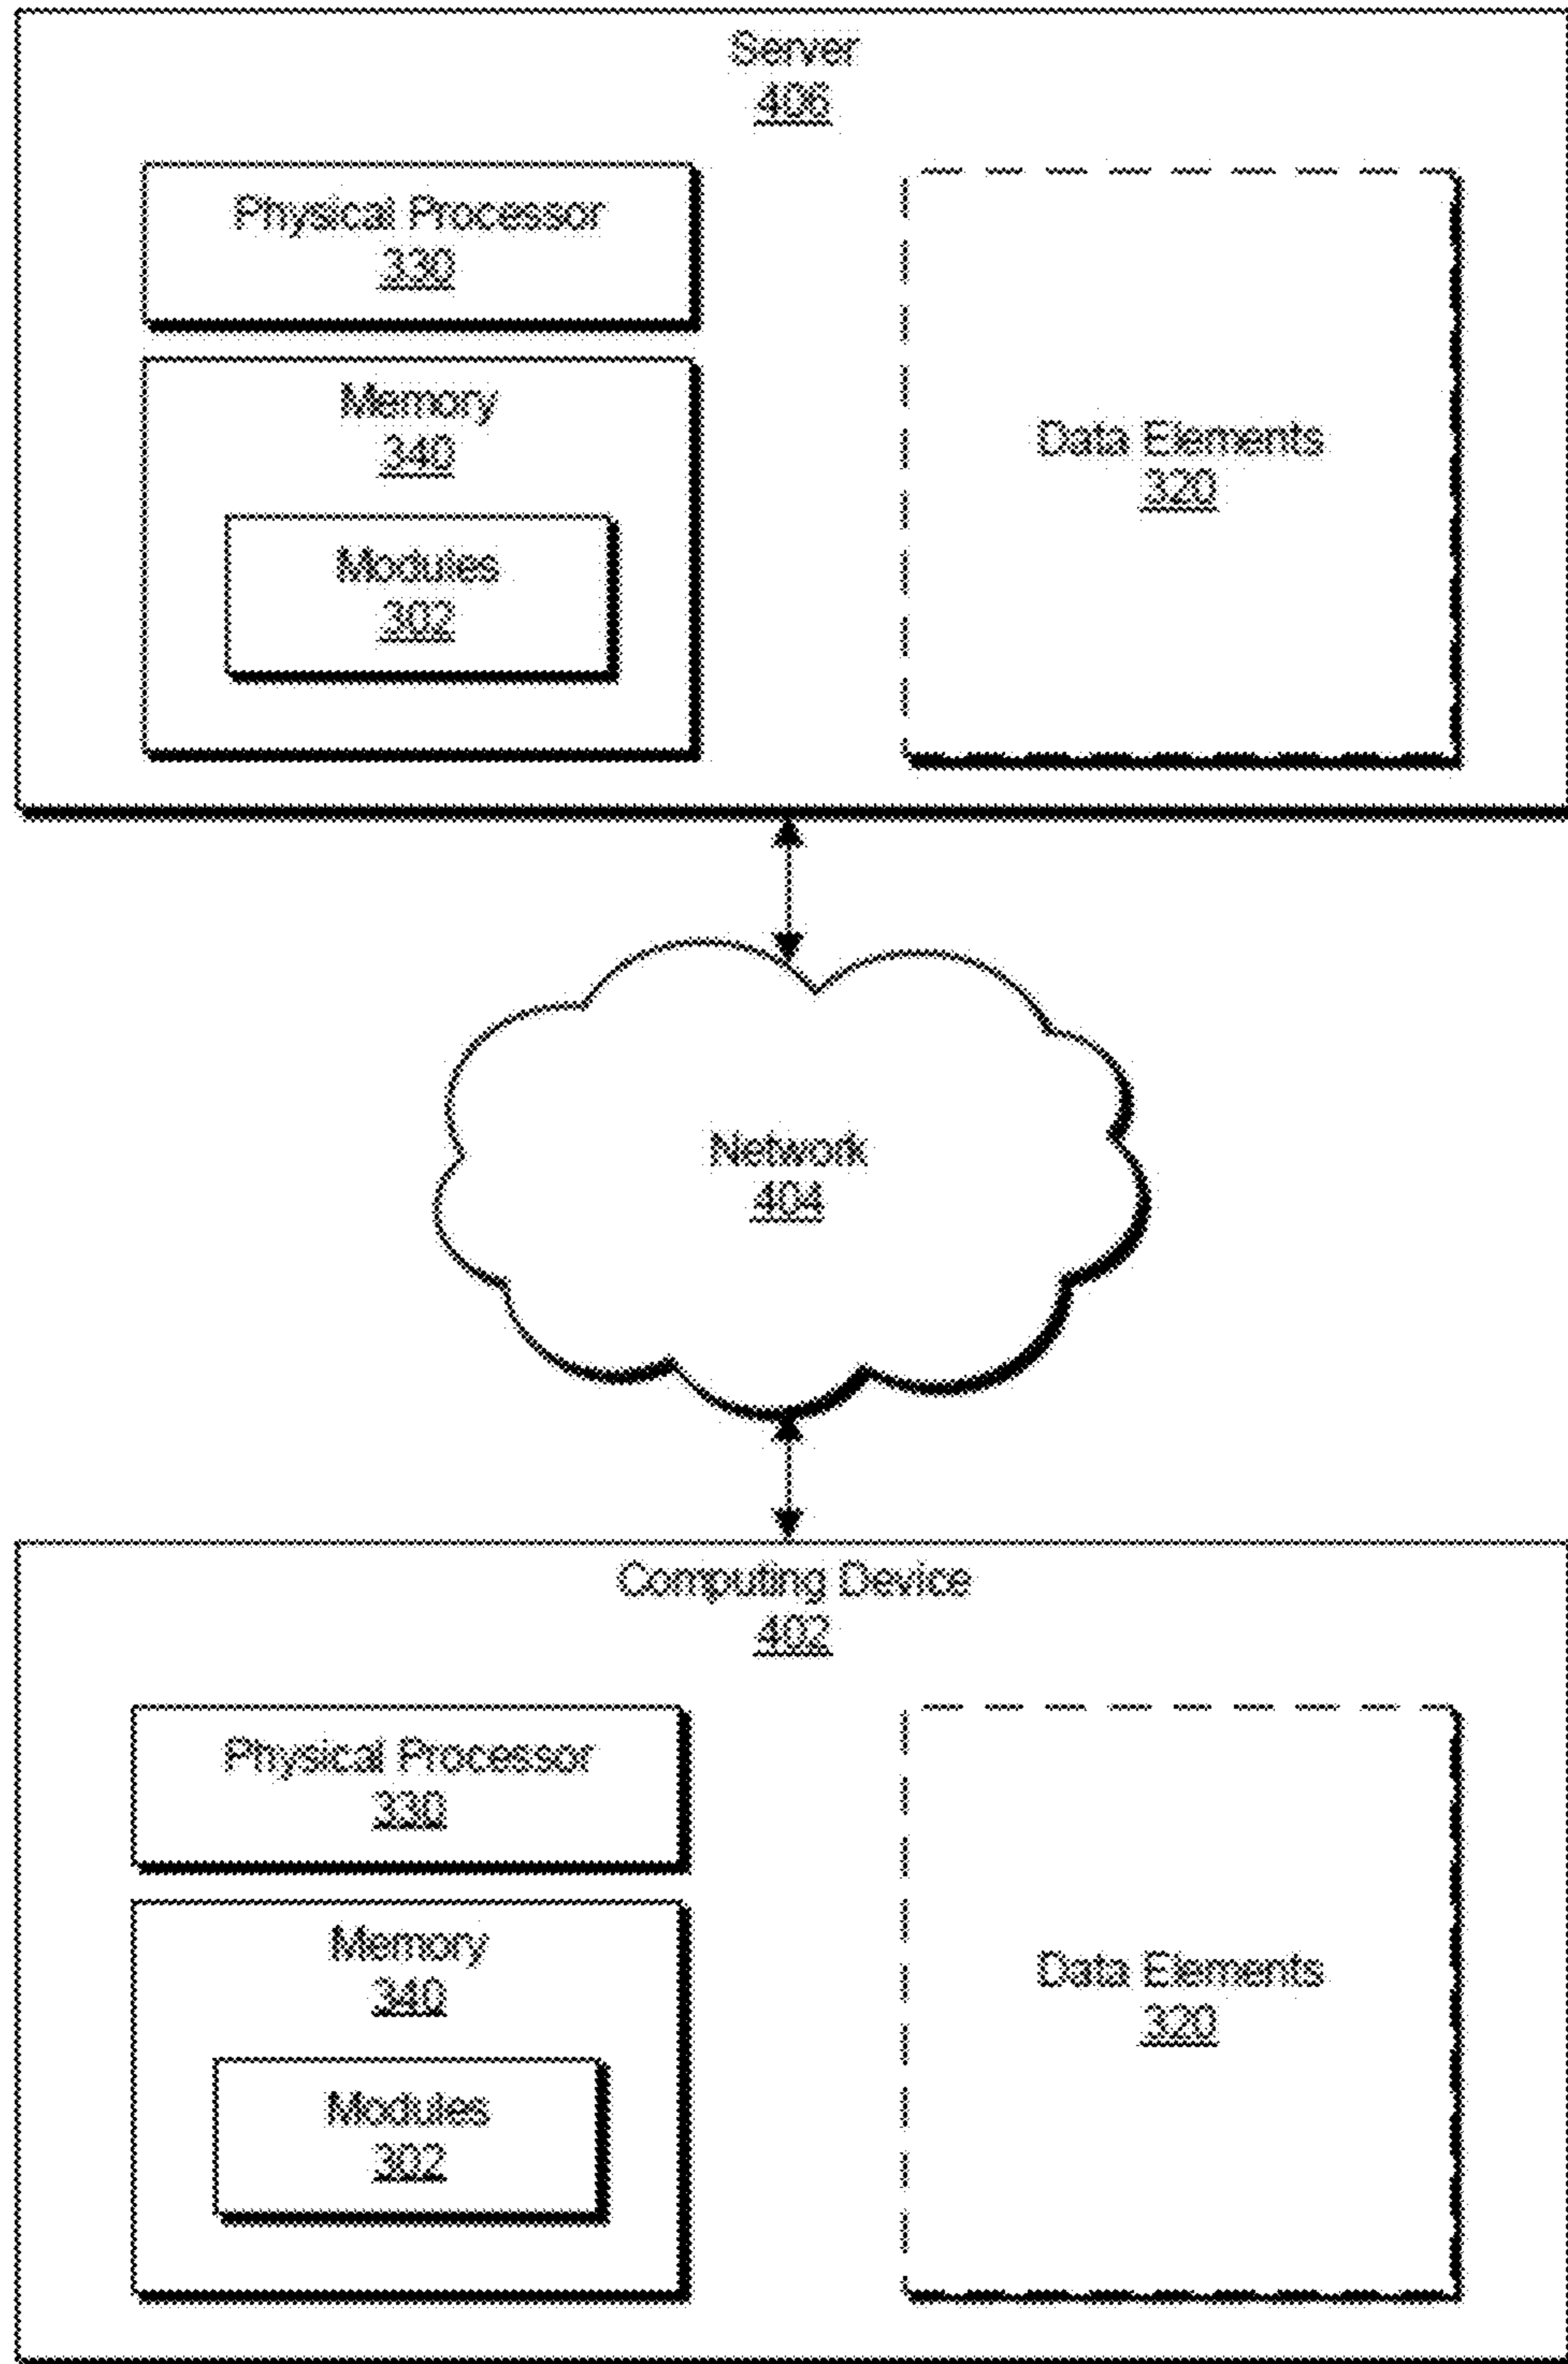 Server
406
Physical Processor
330
Memory
340
Modules
302
Data Elements
320
Network
404
Computing Device
402
Physical Processor
330
Memory
340
Modules
302
Data Elements
320